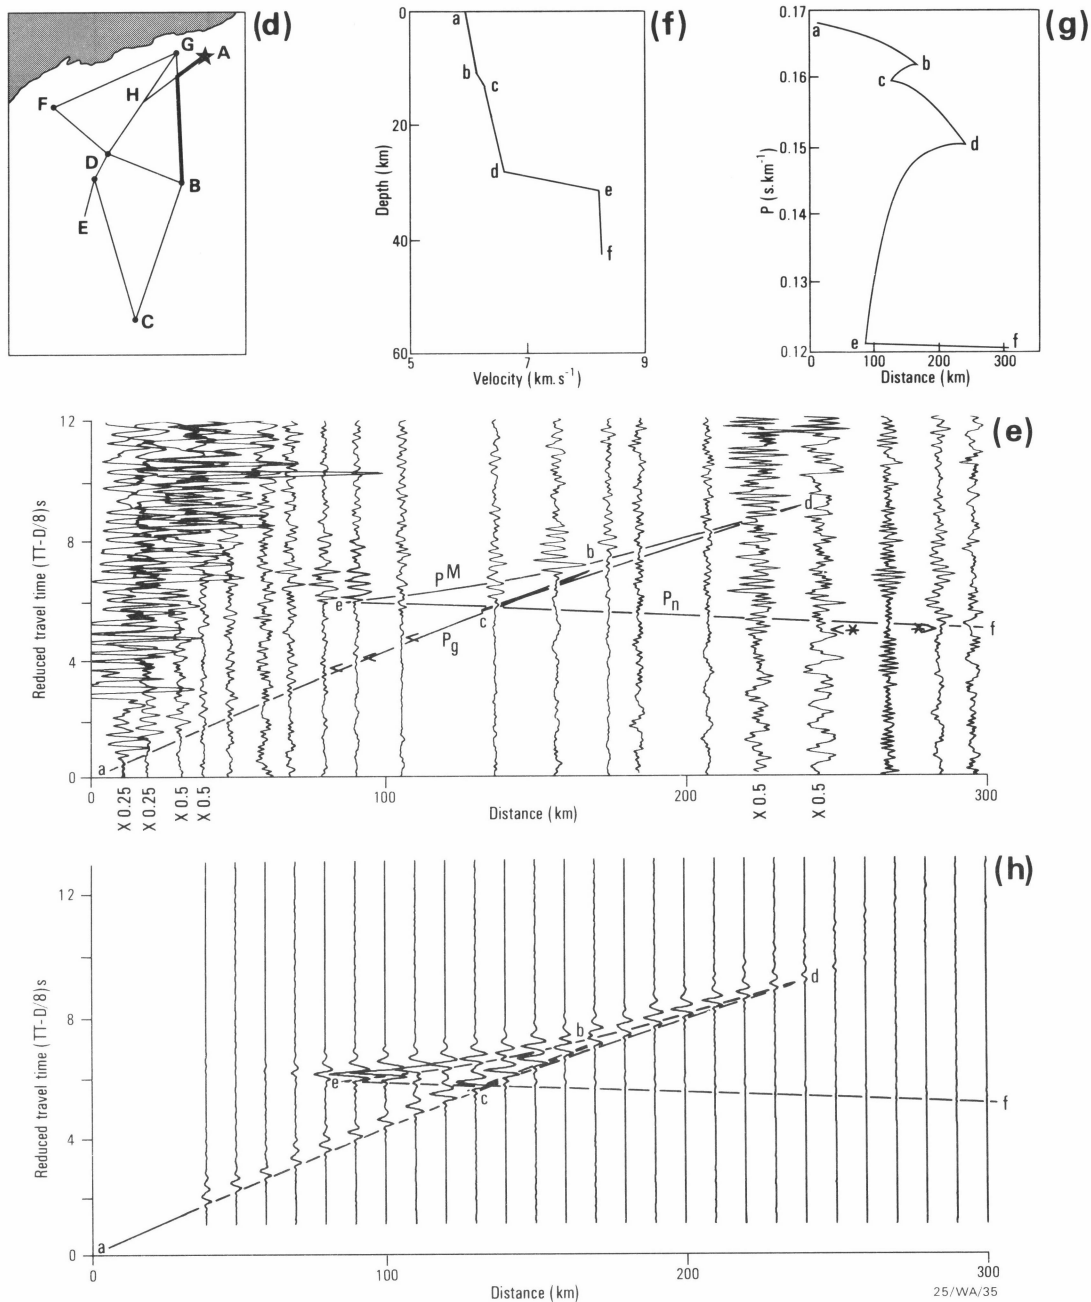 (d)
G
A
H
F
D
B
E
C
(f)
0
20
40
60
Depth (km)
a
b
c
d
e
f
5
7
9
Velocity (km.s⁻¹)
(g)
0.17
0.16
0.15
0.14
0.13
0.12
P (s.km⁻¹)
a
b
c
d
e
f
0
100
200
300
Distance (km)
(e)
12
10
8
4
0
Reduced travel time (TT-D/8)s
a
e
c
b
d
f
Pᴹ
Pn
Pg
0
100
200
300
X 0.25
X 0.25
X 0.5
X 0.5
X 0.5
X 0.5
Distance (km)
(h)
12
8
4
0
Reduced travel time (TT-D/8)s
a
e
c
b
d
f
0
100
200
300
Distance (km)
25/WA/35